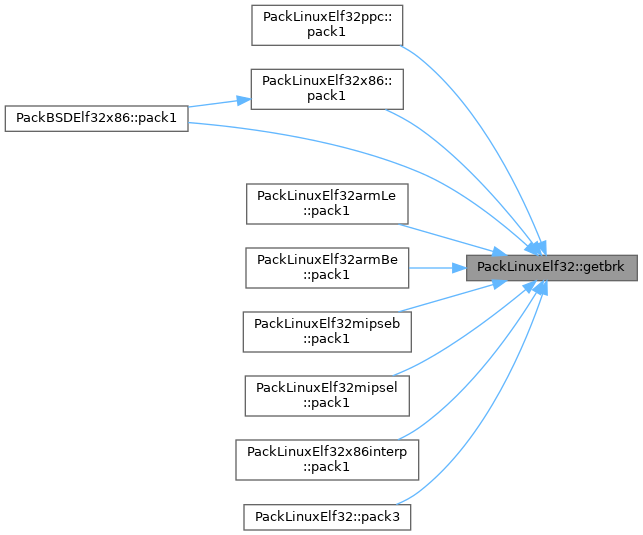 PackLinuxElf32ppc::
pack1
PackLinuxElf32x86::
pack1
PackBSDElf32x86::pack1
PackLinuxElf32armLe
::pack1
PackLinuxElf32armBe
::pack1
PackLinuxElf32::getbrk
PackLinuxElf32mipseb
::pack1
PackLinuxElf32mipsel
::pack1
PackLinuxElf32x86interp
::pack1
PackLinuxElf32::pack3